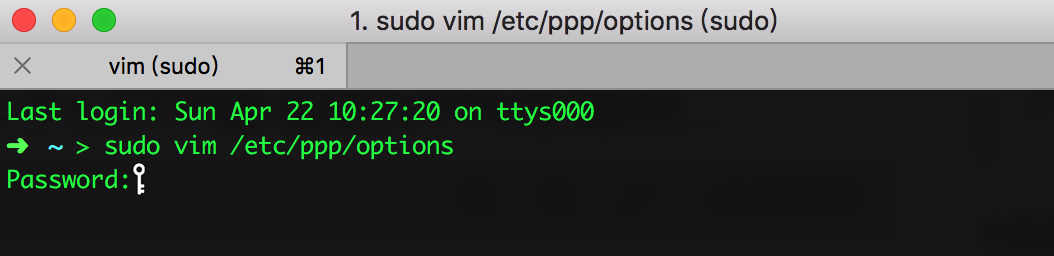 1. sudo vim /etc/ppp/options (sudo)
vim (sudo) ⌘1
Last login: Sun Apr 22 10:27:20 on ttys000
➜ ~ > sudo vim /etc/ppp/options
Password: